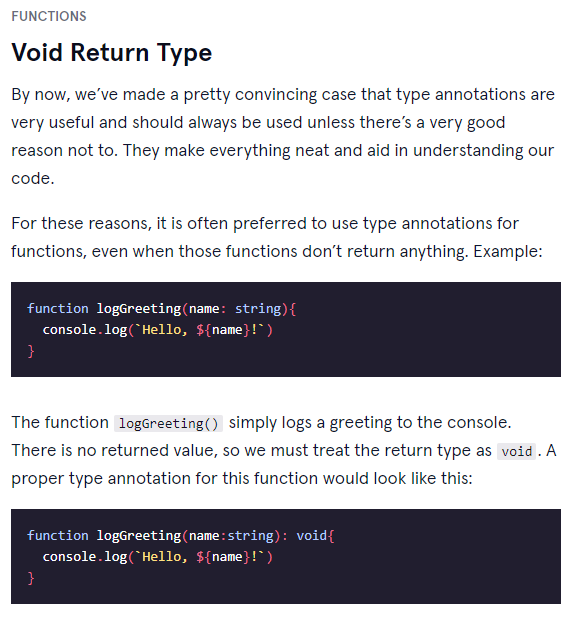 FUNCTIONS
Void Return Type
By now, we’ve made a pretty convincing case that type annotations are
very useful and should always be used unless there’s a very good
reason not to. They make everything neat and aid in understanding our
code.
For these reasons, it is often preferred to use type annotations for
functions, even when those functions don’t return anything. Example:
function logGreeting(name: string){
  console.log(`Hello, ${name}!`)
}
The function logGreeting() simply logs a greeting to the console.
There is no returned value, so we must treat the return type as void. A
proper type annotation for this function would look like this:
function logGreeting(name:string): void{
  console.log(`Hello, ${name}!`)
}